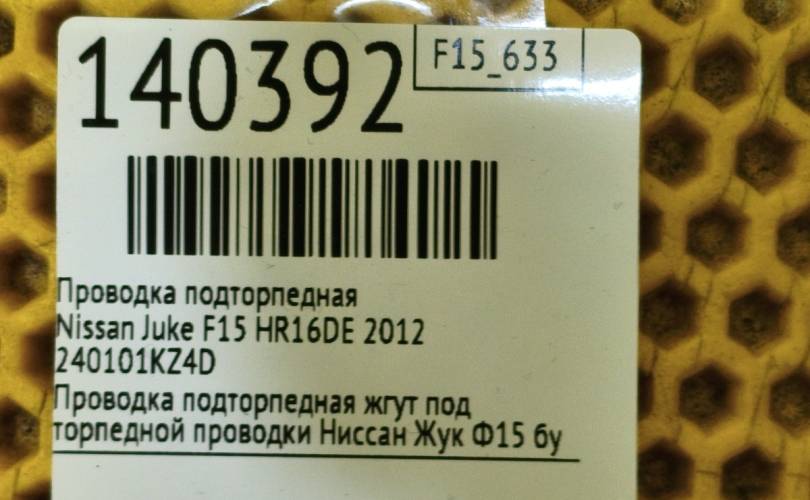 140392
F15_633
Проводка подторпедная
Nissan Juke F15 HR16DE 2012
240101KZ4D
Проводка подторпедная жгут под
торпедной проводки Ниссан Жук Ф15 бу